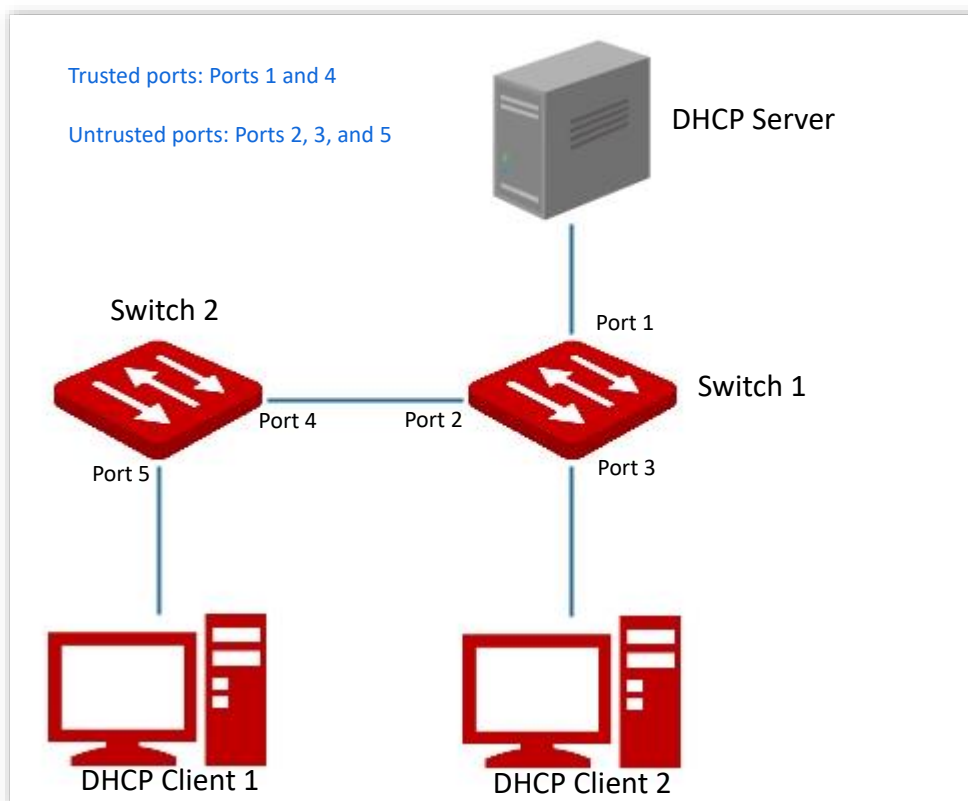 Trusted ports: Ports 1 and 4
Untrusted ports: Ports 2, 3, and 5
DHCP Server
Switch 2
Port 1
Switch 1
Port 4
Port 2
Port 5
Port 3
DHCP Client 1
DHCP Client 2